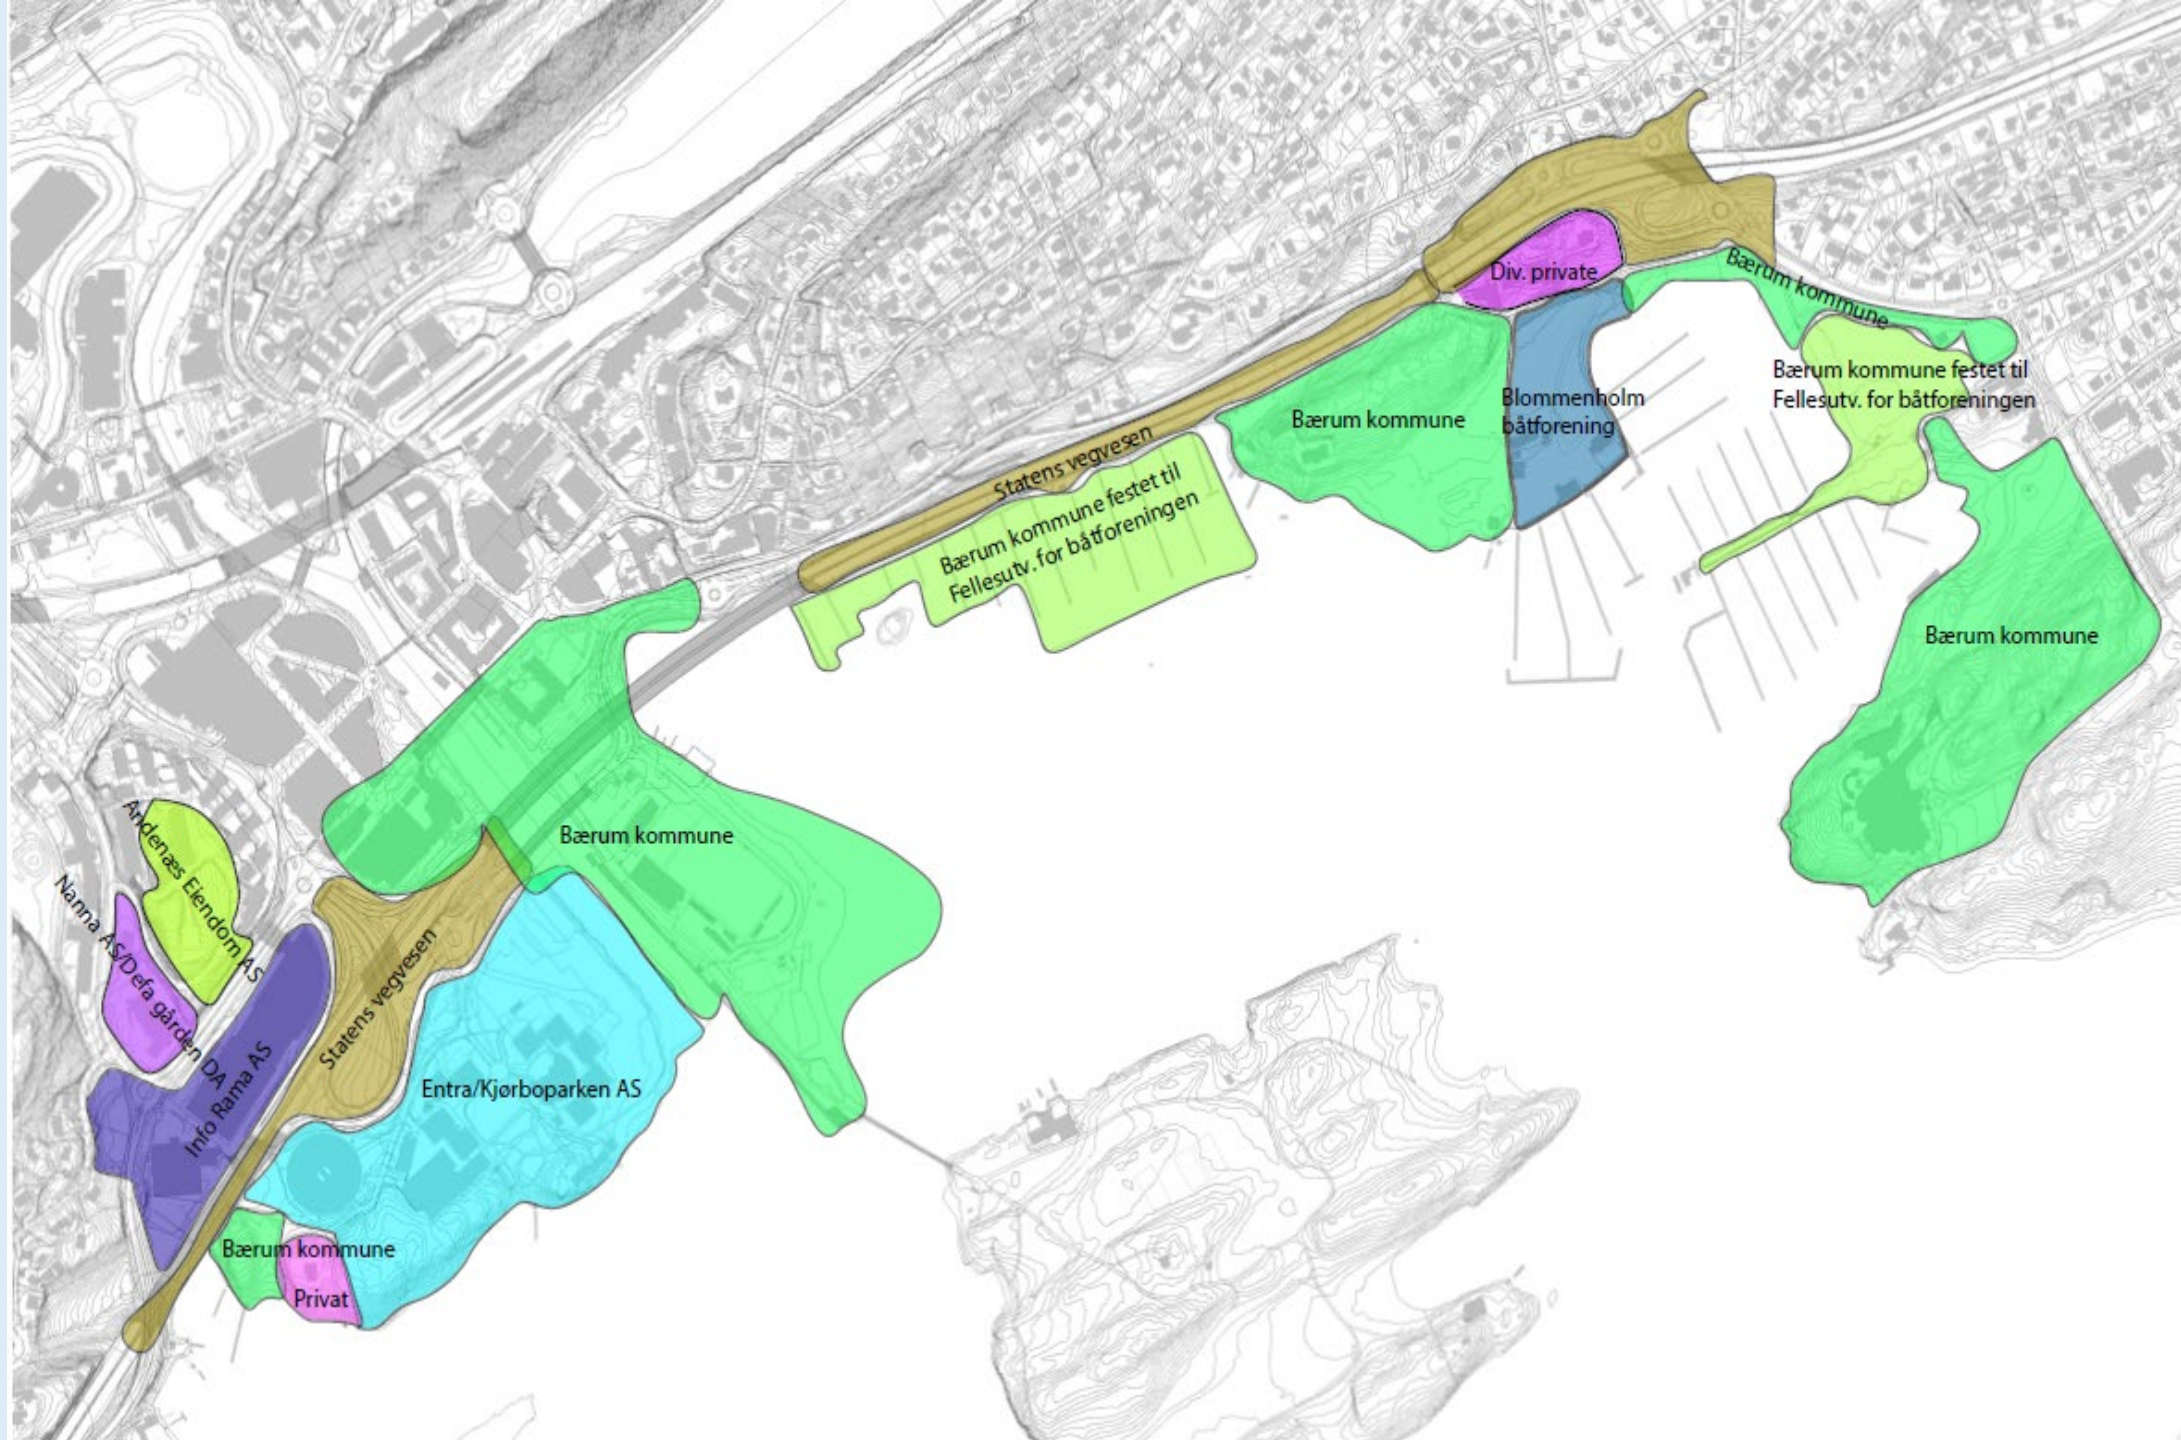 Div. private
Bærum kommune
Bærum kommune festet til
Fellesutv. for båtforeningen
Blommenholm
båtforening
Bærum kommune
Statens vegvesen
Bærum kommune festet til
Fellesutv. for båtforeningen
Bærum kommune
Bærum kommune
Andenæs Eiendom AS
Nanna AS/Defa gården DA
Info Rama AS
Statens vegvesen
Entra/Kjørboparken AS
Bærum kommune
Privat